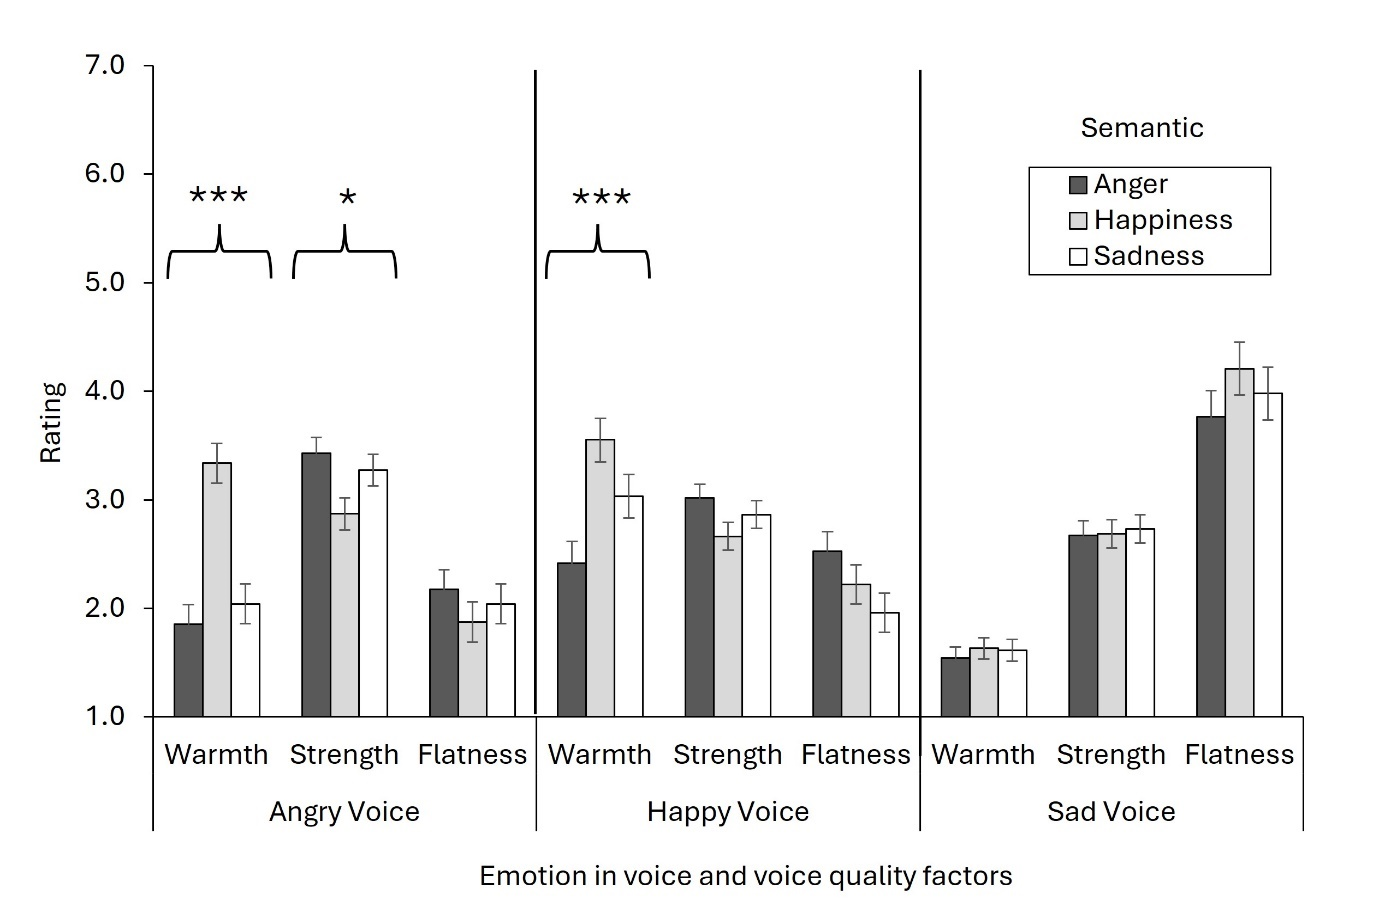 7.0
6.0
5.0
4.0
3.0
2.0
1.0
Rating
***
*
***
Semantic
Anger
Happiness
Sadness
Warmth Strength Flatness Warmth Strength Flatness Warmth Strength Flatness
Angry Voice Happy Voice Sad Voice
Emotion in voice and voice quality factors